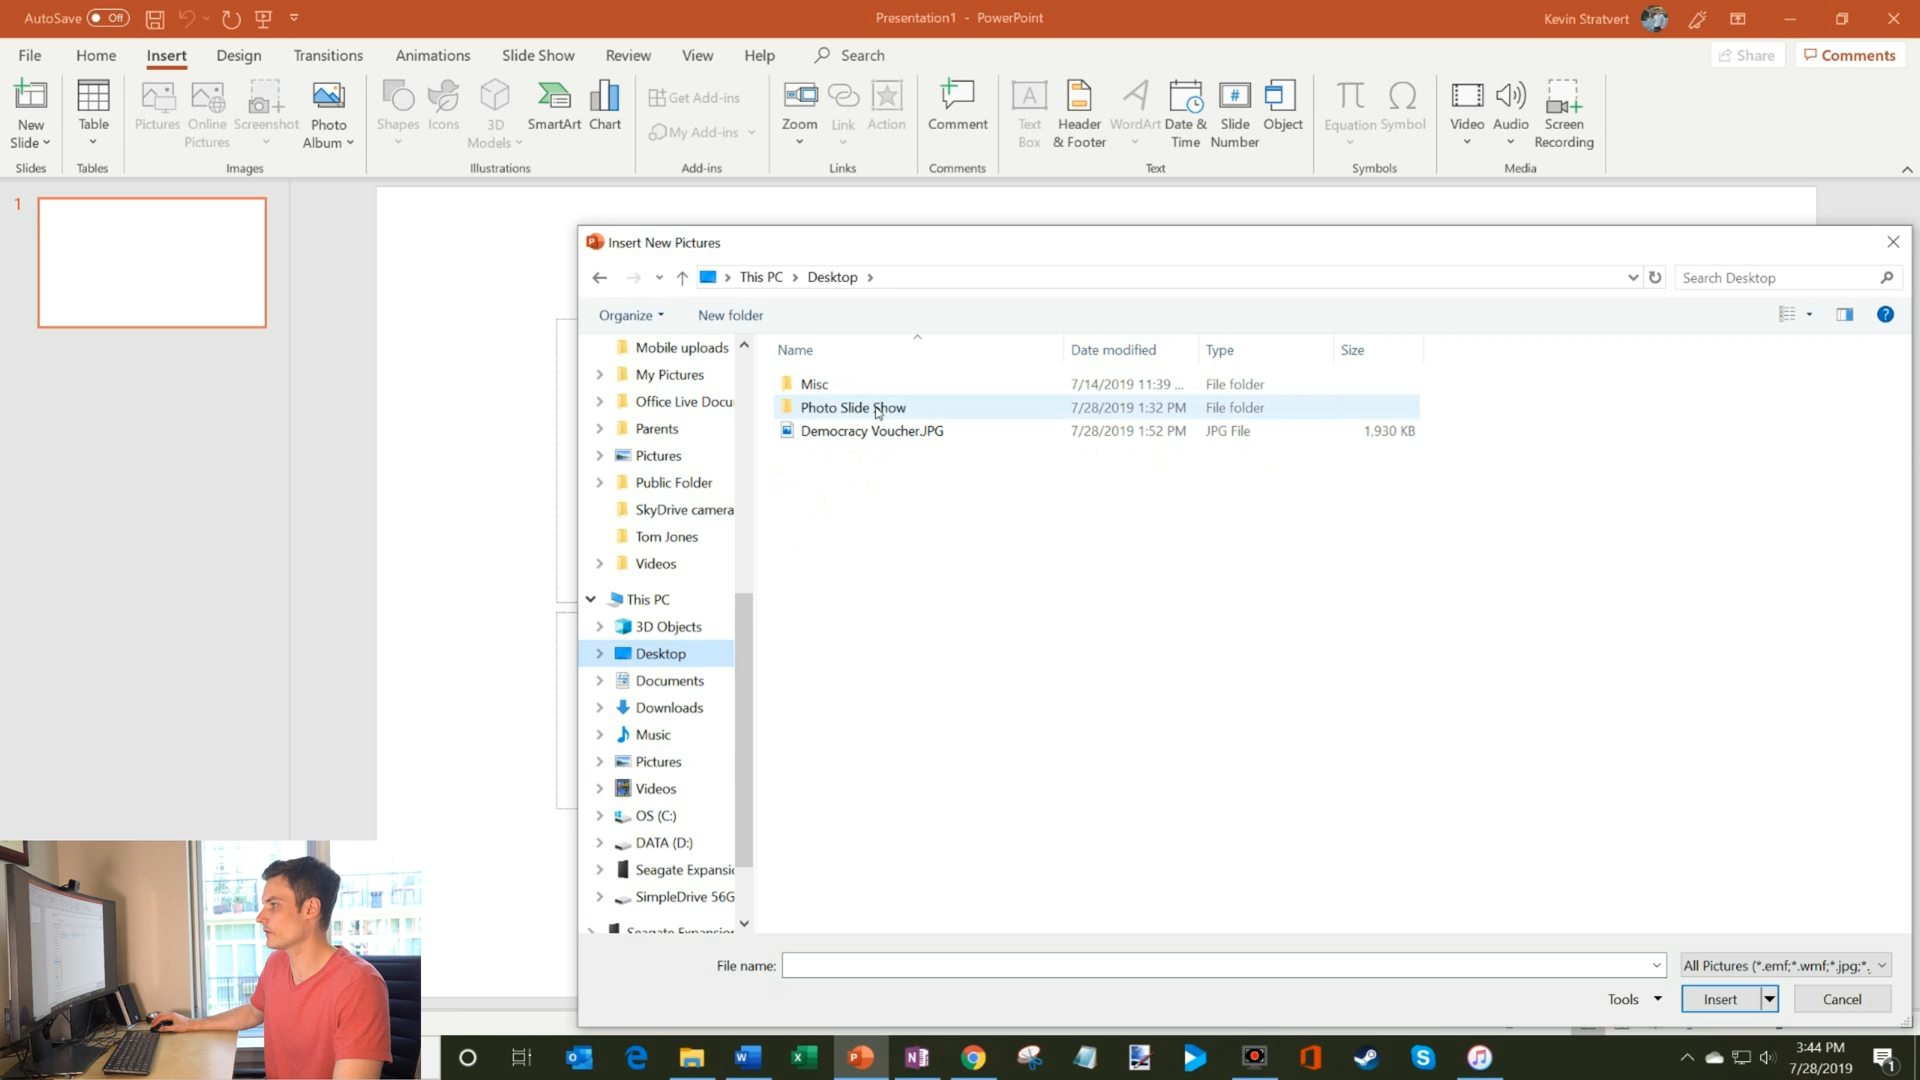 AutoSave Off
Presentation1 - PowerPoint
Kevin Stratvert
File Home Insert Design Transitions Animations Slide Show Review View Help Search
Share Comments
New Slide
Table
Pictures
Online Pictures
Screenshot
Photo Album
Shapes
Icons
3D Models
SmartArt
Chart
Get Add-ins
My Add-ins
Zoom
Link
Action
Comment
Text Box
Header & Footer
WordArt
Date & Time
Slide Number
Object
Equation
Symbol
Video
Audio
Screen Recording
Slides Tables Images Illustrations Add-ins Links Comments Text Symbols Media
1
Insert New Pictures
This PC > Desktop >
Search Desktop
Organize New folder
Name Date modified Type Size
Misc 7/14/2019 11:39 ... File folder
Photo Slide Show 7/28/2019 1:32 PM File folder
Democracy Voucher.JPG 7/28/2019 1:52 PM JPG File 1,930 KB
Mobile uploads
My Pictures
Office Live Docu
Parents
Pictures
Public Folder
SkyDrive camera
Tom Jones
Videos
This PC
3D Objects
Desktop
Documents
Downloads
Music
Pictures
Videos
OS (C:)
DATA (D:)
Seagate Expansi
SimpleDrive 56G
Seagate Expansion
File name:
All Pictures (*.emf;*.wmf;*.jpg;*.
Tools Insert Cancel
3:44 PM
7/28/2019